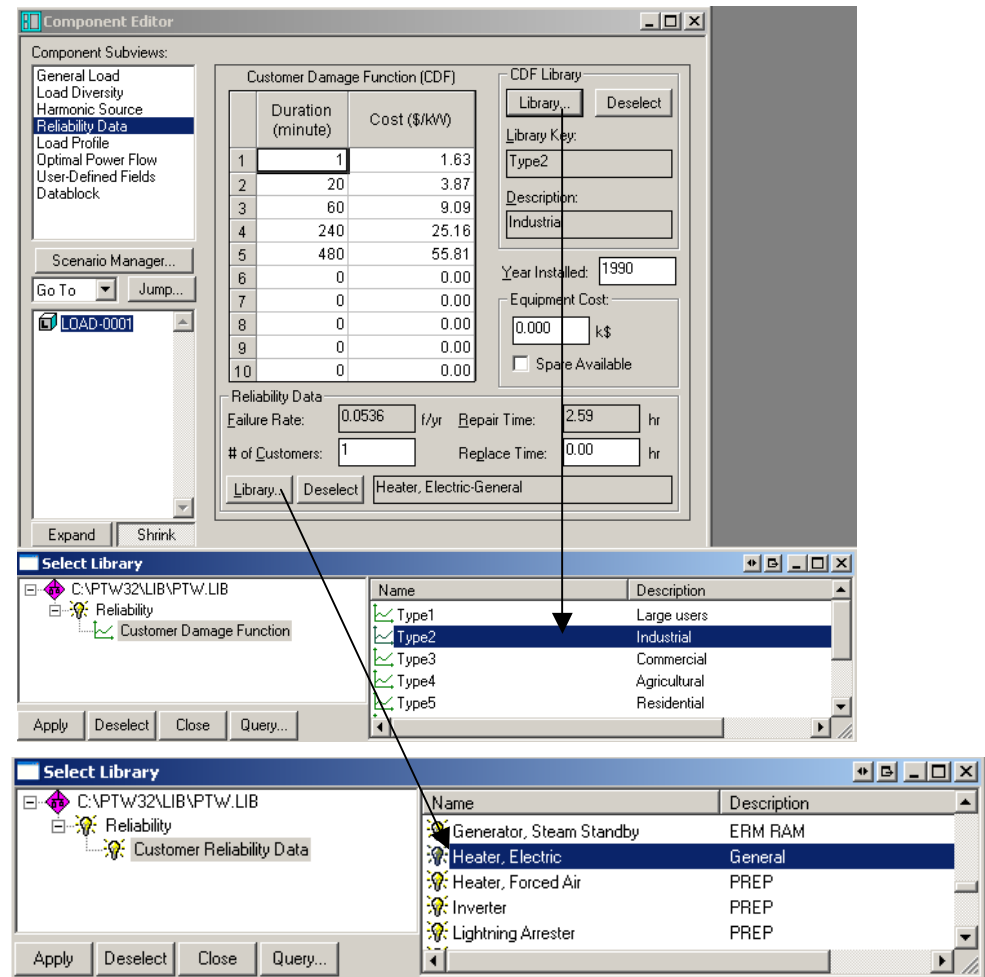 Component Editor
Component Subviews:
General Load
Load Diversity
Harmonic Source
Reliability Data
Load Profile
Optimal Power Flow
User-Defined Fields
Datablock
Scenario Manager...
Go To Jump...
LOAD-0001
Expand Shrink
Customer Damage Function (CDF)
Duration (minute) Cost ($/kW)
1 1 1.63
2 20 3.87
3 60 9.09
4 240 25.16
5 480 55.81
6 0 0.00
7 0 0.00
8 0 0.00
9 0 0.00
10 0 0.00
CDF Library
Library... Deselect
Library Key:
Type2
Description:
Industrial
Year Installed: 1990
Equipment Cost:
0.000 k$
Spare Available
Reliability Data
Failure Rate: 0.0536 f/yr Repair Time: 2.59 hr
# of Customers: 1 Replace Time: 0.00 hr
Library... Deselect Heater, Electric-General
Select Library
C:\PTW32\LIB\PTW.LIB
Reliability
Customer Damage Function
Apply Deselect Close Query...
Name Description
Type1 Large users
Type2 Industrial
Type3 Commercial
Type4 Agricultural
Type5 Residential
Select Library
C:\PTW32\LIB\PTW.LIB
Reliability
Customer Reliability Data
Apply Deselect Close Query...
Name Description
Generator, Steam Standby ERM RAM
Heater, Electric General
Heater, Forced Air PREP
Inverter PREP
Lightning Arrester PREP